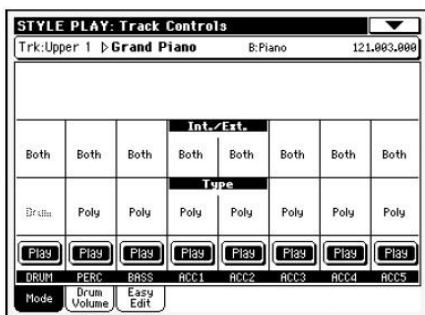 STYLE PLAY: Track Controls
Trk:Upper 1 Grand Piano B:Piano 121.003.000
Int./Ext.
Both Both Both Both Both Both Both Both
Type
Drum Poly Poly Poly Poly Poly Poly Poly
Play Play Play Play Play Play Play Play
DRUM PERC BASS ACC1 ACC2 ACC3 ACC4 ACC5
Mode Drum Volume Easy Edit